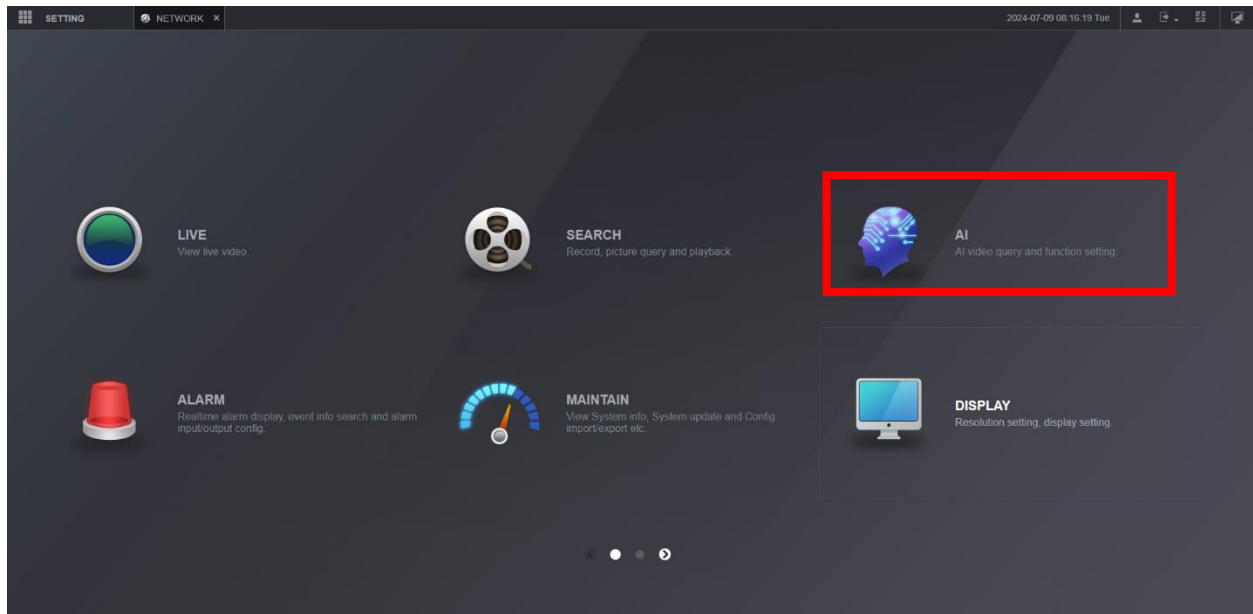 SETTING
NETWORK ×
2024-07-09 08:16:19 Tue
LIVE
View live video.
SEARCH
Record, picture query and playback.
AI
AI video query and function setting.
ALARM
Realtime alarm display, event info search and alarm
input/output config.
MAINTAIN
View System info, System update and Config
import/export etc.
DISPLAY
Resolution setting, display setting.